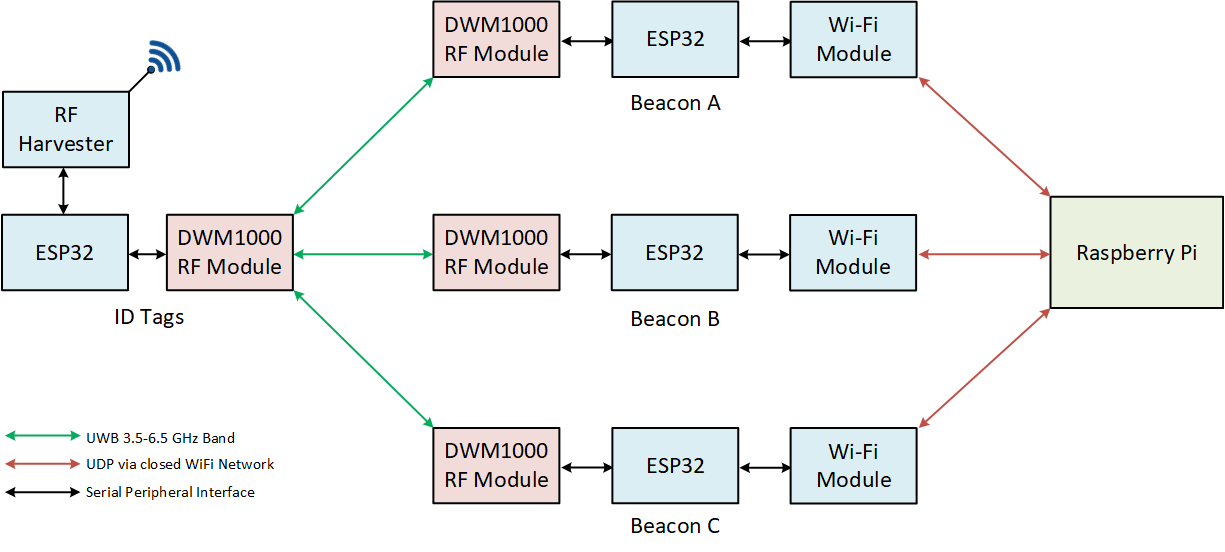 DWM1000
RF Module
ESP32
Wi-Fi
Module
Beacon A
RF
Harvester
ESP32
DWM1000
RF Module
ID Tags
DWM1000
RF Module
ESP32
Wi-Fi
Module
Beacon B
Raspberry Pi
DWM1000
RF Module
ESP32
Wi-Fi
Module
Beacon C
UWB 3.5-6.5 GHz Band
UDP via closed WiFi Network
Serial Peripheral Interface